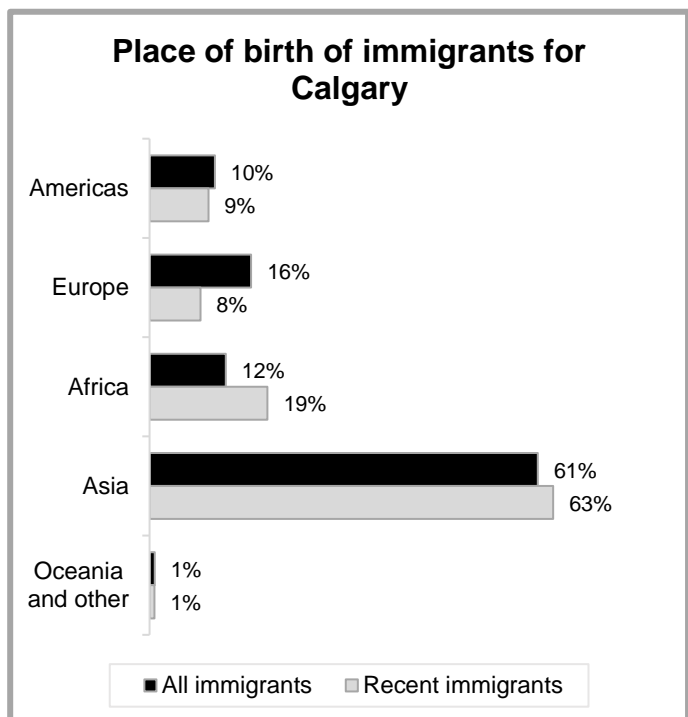 Place of birth of immigrants for
Calgary
Americas
10%
9%
Europe
16%
8%
Africa
12%
19%
Asia
61%
63%
Oceania
and other
1%
1%
All immigrants
Recent immigrants